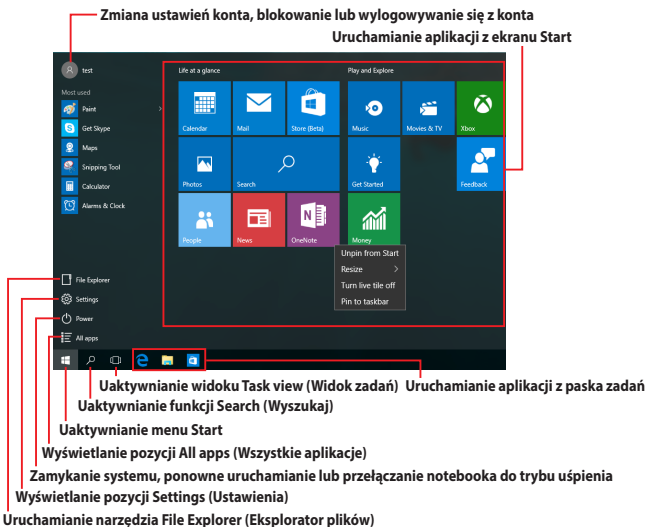 Zmiana ustawień konta, blokowanie lub wylogowywanie się z konta
Uruchamianie aplikacji z ekranu Start
test
Most used
Paint
Get Skype
Maps
Snipping Tool
Calculator
Alarms & Clock
File Explorer
Settings
Power
All apps
Life at a glance
Play and Explore
Calendar
Mail
Store (Beta)
Music
Movies & TV
Xbox
Photos
Search
Get Started
Feedback
People
News
OneNote
Money
Unpin from Start
Resize
Turn live tile off
Pin to taskbar
Uaktywnianie widoku Task view (Widok zadań) Uruchamianie aplikacji z paska zadań
Uaktywnianie funkcji Search (Wyszukaj)
Uaktywnianie menu Start
Wyświetlanie pozycji All apps (Wszystkie aplikacje)
Zamykanie systemu, ponowne uruchamianie lub przełączanie notebooka do trybu uśpienia
Wyświetlanie pozycji Settings (Ustawienia)
Uruchamianie narzędzia File Explorer (Eksplorator plików)